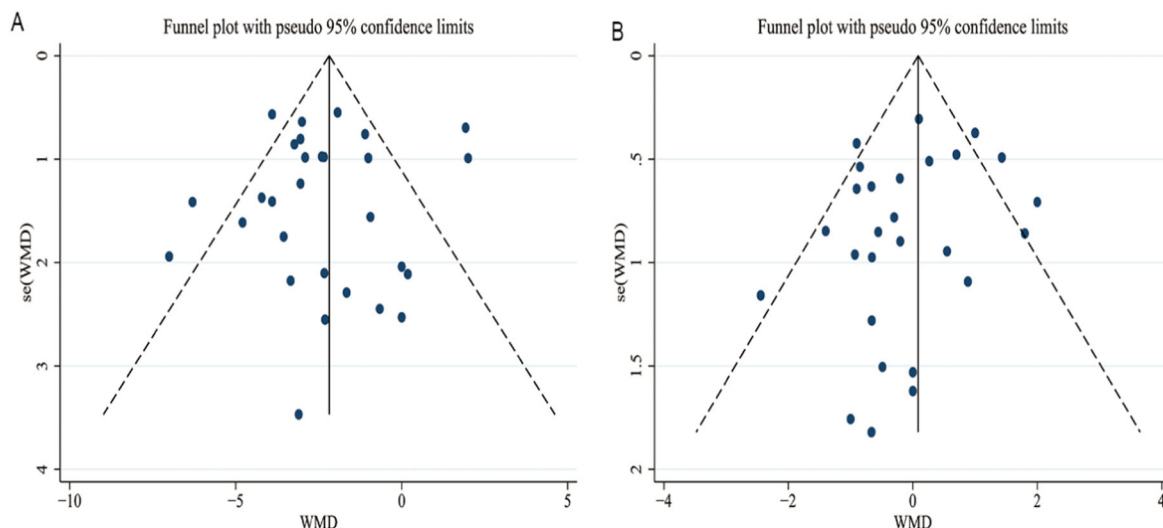 A
Funnel plot with pseudo 95% confidence limits
0
1
2
3
4
se(WMD)
−10
−5
0
5
WMD
B
Funnel plot with pseudo 95% confidence limits
0
.5
1
1.5
2
se(WMD)
−4
−2
0
2
4
WMD